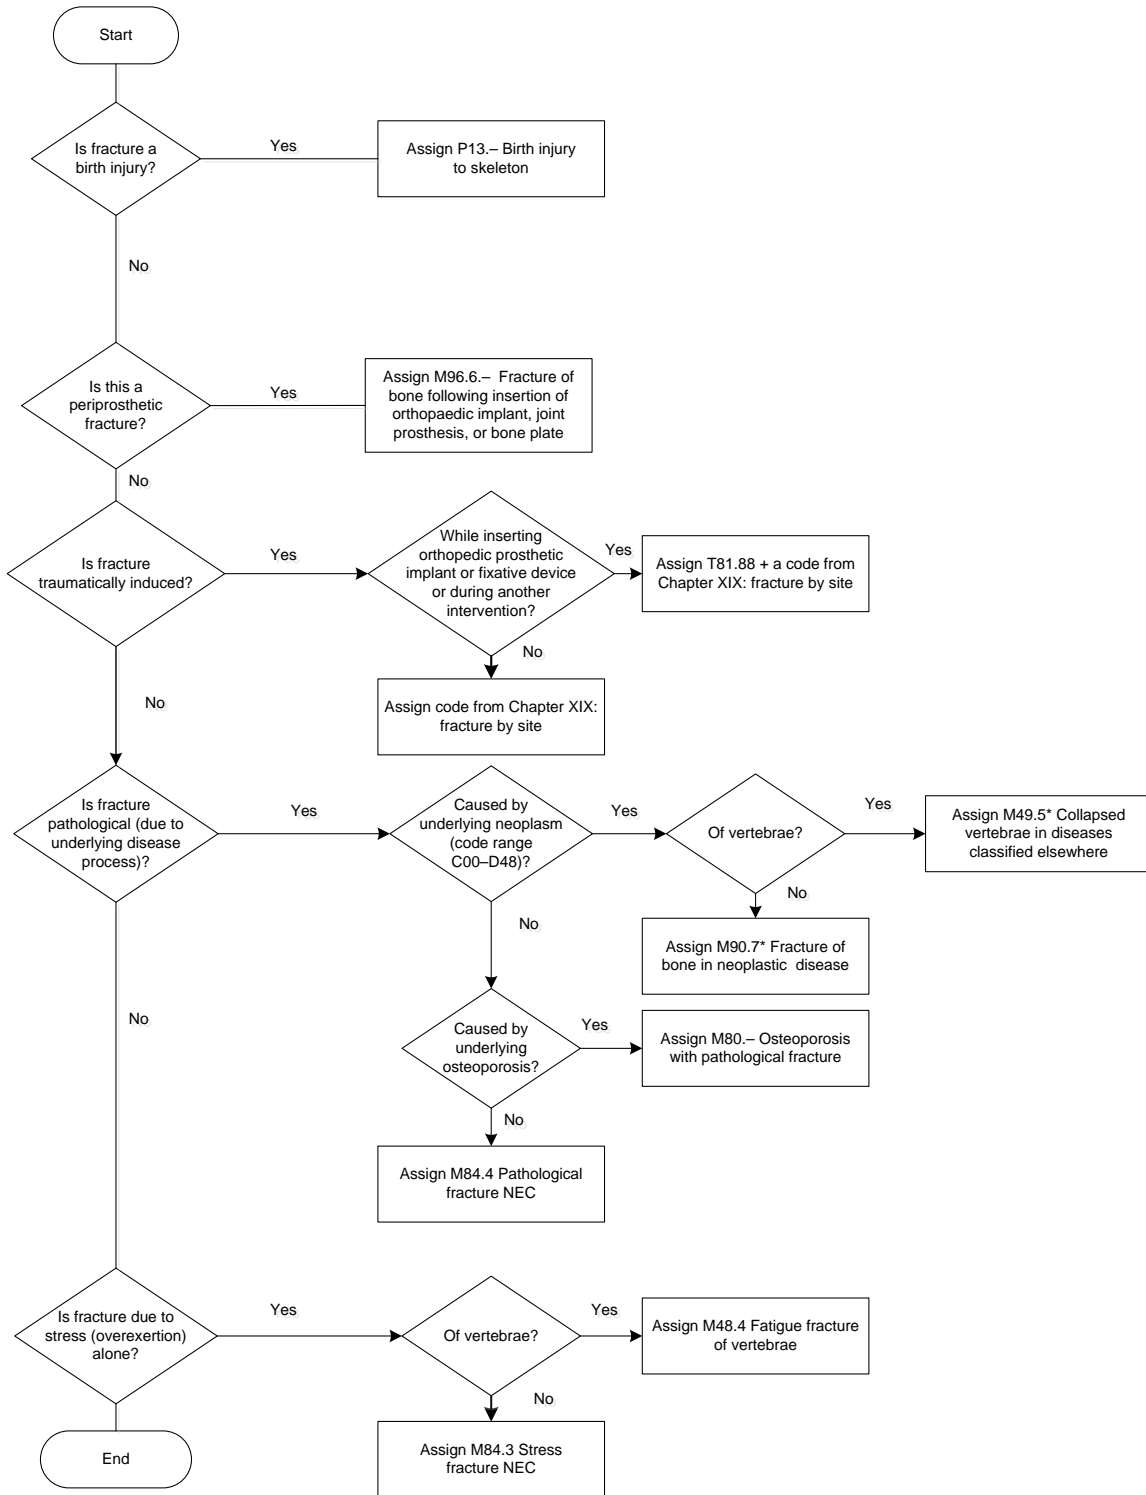 Start
Is fracture a
birth injury?
Yes
Assign P13.– Birth injury
to skeleton
No
Is this a
periprosthetic
fracture?
Yes
Assign M96.6.–  Fracture of
bone following insertion of
orthopaedic implant, joint
prosthesis, or bone plate
No
Is fracture
traumatically induced?
Yes
While inserting
orthopedic prosthetic
implant or fixative device
or during another
intervention?
Yes
Assign T81.88 + a code from
Chapter XIX: fracture by site
No
Assign code from Chapter XIX:
fracture by site
No
Is fracture
pathological (due to
underlying disease
process)?
Yes
Caused by
underlying neoplasm
(code range
C00–D48)?
Yes
Of vertebrae?
Yes
Assign M49.5* Collapsed
vertebrae in diseases
classified elsewhere
No
Assign M90.7* Fracture of
bone in neoplastic  disease
No
Caused by
underlying
osteoporosis?
Yes
Assign M80.– Osteoporosis
with pathological fracture
No
Assign M84.4 Pathological
fracture NEC
No
Is fracture due to
stress (overexertion)
alone?
Yes
Of vertebrae?
Yes
Assign M48.4 Fatigue fracture
of vertebrae
No
Assign M84.3 Stress
fracture NEC
End